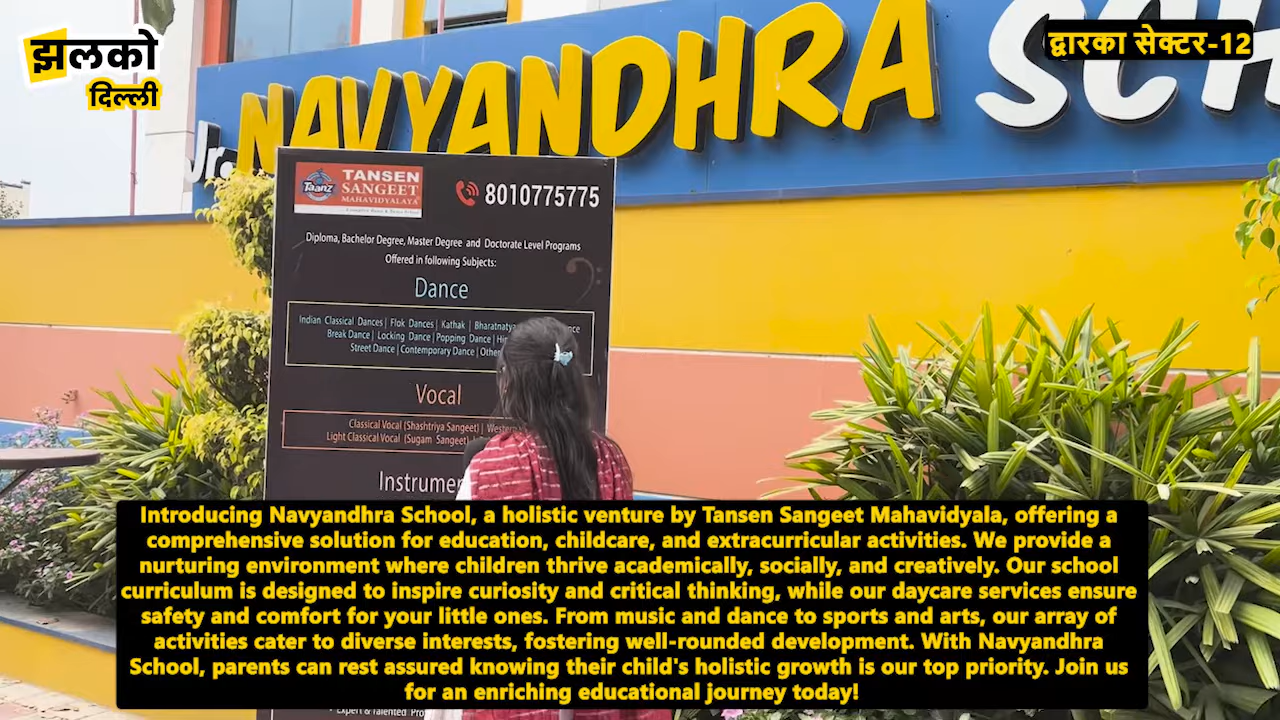 झलको
दिल्ली
द्वारका सेक्टर-12
Jr. NAVYANDHRA SCH
Taanz
TANSEN
SANGEET
MAHAVIDYALAYA
8010775775
Diploma, Bachelor Degree, Master Degree and Doctorate Level Programs
Offered in following Subjects:
Dance
Indian Classical Dances | Flok Dances | Kathak |
Break Dance | Locking Dance | Popping Dance |
Street Dance | Contemporary Dance |
Vocal
Classical Vocal (Shashtriya Sangeet) |
Light Classical Vocal (Sugam Sangeet)
Instrumen
Introducing Navyandhra School, a holistic venture by Tansen Sangeet Mahavidyala, offering a
comprehensive solution for education, childcare, and extracurricular activities. We provide a
nurturing environment where children thrive academically, socially, and creatively. Our school
curriculum is designed to inspire curiosity and critical thinking, while our daycare services ensure
safety and comfort for your little ones. From music and dance to sports and arts, our array of
activities cater to diverse interests, fostering well-rounded development. With Navyandhra
School, parents can rest assured knowing their child's holistic growth is our top priority. Join us
for an enriching educational journey today!